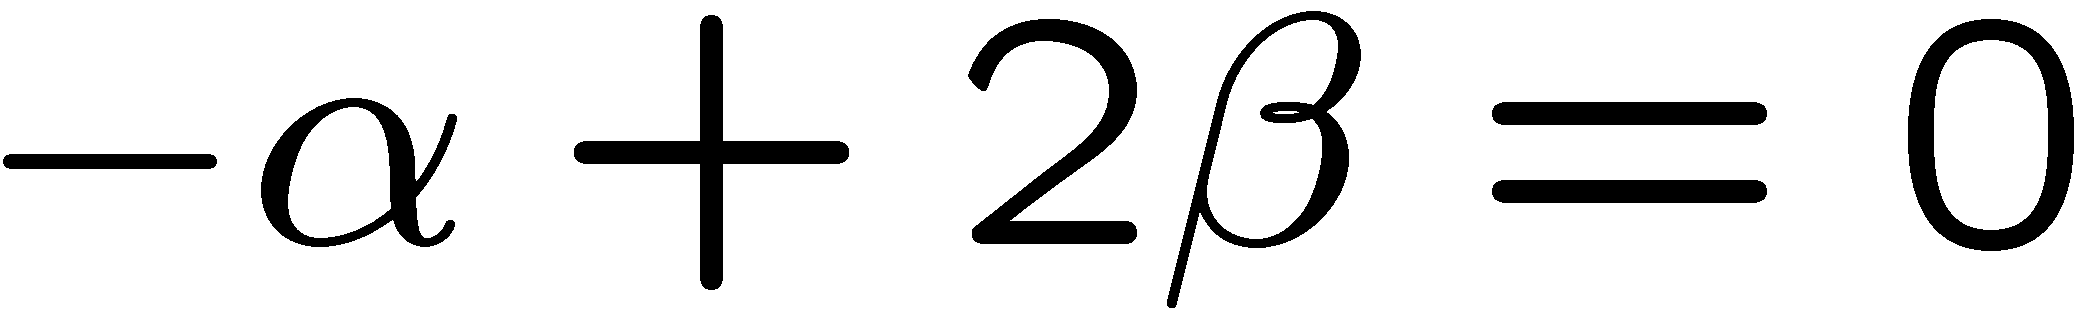 −α + 2β = 0